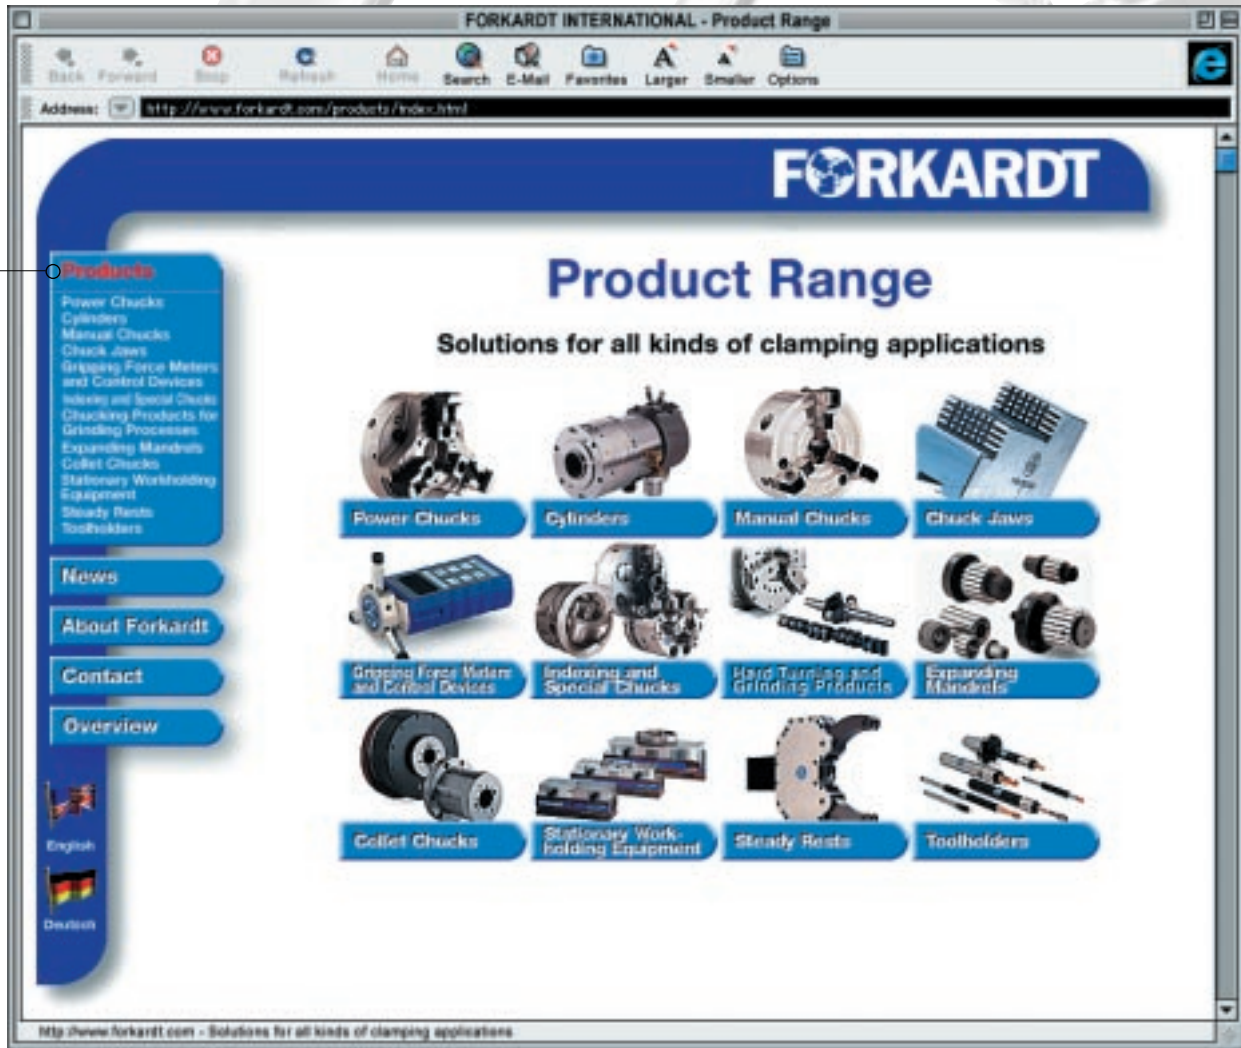 FORKARDT INTERNATIONAL - Product Range
Back Forward Stop Refresh Home Search E-Mail Favorites Larger Smaller Options
Address: http://www.forkardt.com/products/index.html
FORKARDT
Products
Power Chucks
Cylinders
Manual Chucks
Chuck Jaws
Gripping Force Meters
and Control Devices
Indexing and Special Chucks
Chucking Products for
Grinding Processes
Expanding Mandrels
Collet Chucks
Stationary Workholding
Equipment
Steady Rests
Toolholders
News
About Forkardt
Contact
Overview
English
Deutsch
Product Range
Solutions for all kinds of clamping applications
Power Chucks
Cylinders
Manual Chucks
Chuck Jaws
Gripping Force Meters
and Control Devices
Indexing and
Special Chucks
Hard Turning and
Grinding Products
Expanding
Mandrels
Collet Chucks
Stationary Work-
holding Equipment
Steady Rests
Toolholders
http://www.forkardt.com - Solutions for all kinds of clamping applications